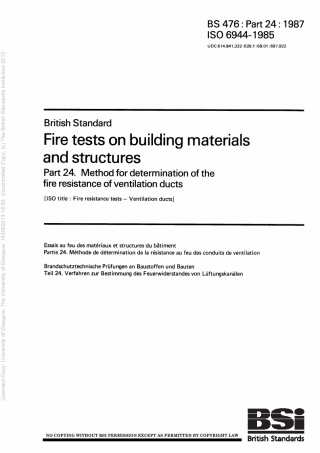 BS 476 : Part 24 : 1987
ISO 6944-1985
UDC 614.841.332 : 620.1 : 69.01 : 697.922
British Standard
Fire tests on building materials
and structures
Part 24. Method for determination of the
fire resistance of ventilation ducts
[ISO title : Fire resistance tests — Ventilation ducts]
Essais au feu des matériaux et structures du bâtiment
Partie 24. Méthode de détermination de la résistance au feu des conduits de ventilation
Brandschutztechnische Prüfungen an Baustoffen und Bauten
Teil 24. Verfahren zur Bestimmung des Feuerwiderstandes von Lüftungskanälen
Licensed Copy: University of Glasgow, The University of Glasgow, 14/09/2013 Uncontrolled Copy, (c) The British Standards Institution 2013
NO COPYING WITHOUT BSI PERMISSION EXCEPT AS PERMITTED BY COPYRIGHT LAW
BSi
British Standards